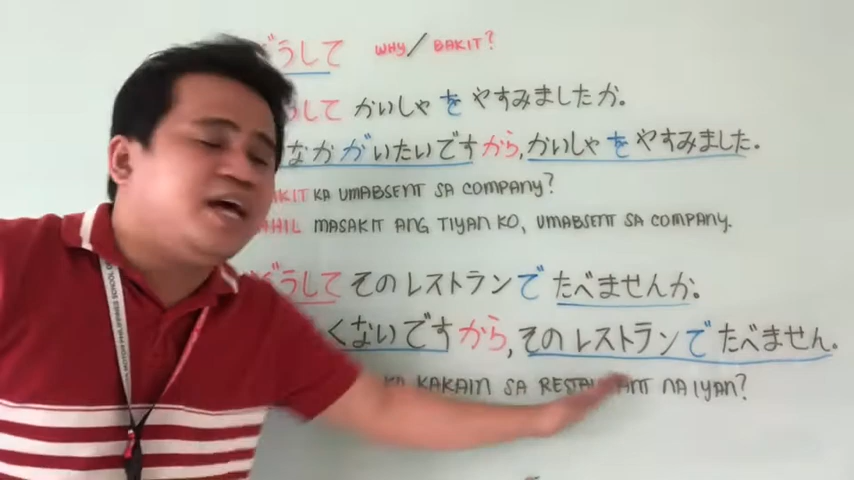 どうして WHY/BAKIT?
して かいしゃ を やすみましたか。
なか が いたいです から, かいしゃ を やすみました.
KIT KA UMABSENT SA COMPANY?
HIL MASAKIT ANG TIYAN KO, UMABSENT SA COMPANY.
どうして そのレストラン で たべませんか.
くないです から, そのレストラン で たべません.
KA KAKAIN SA RESTAURANT NA IYAN?